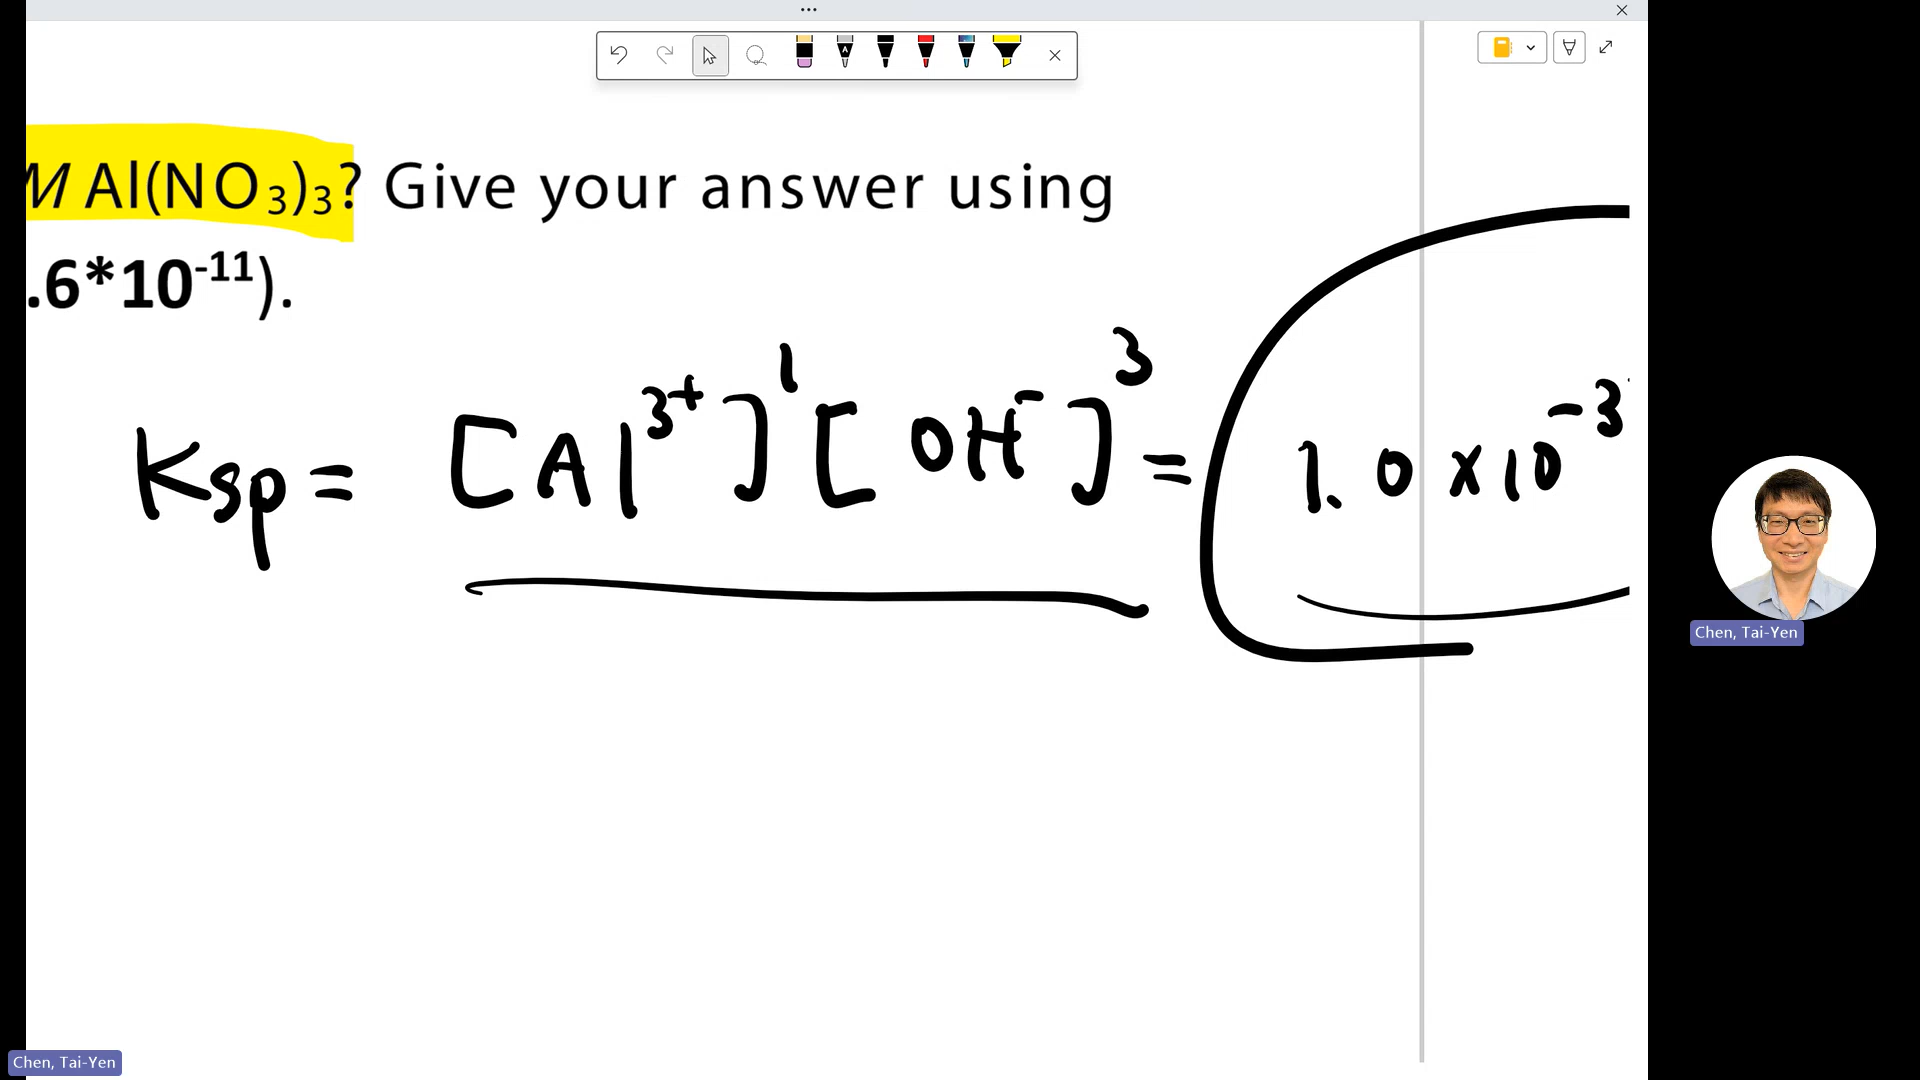 M Al(NO₃)₃? Give your answer using
.6*10⁻¹¹).
Ksp = [Al³⁺]¹[OH⁻]³ = 1.0 x 10⁻³
Chen, Tai-Yen
Chen, Tai-Yen